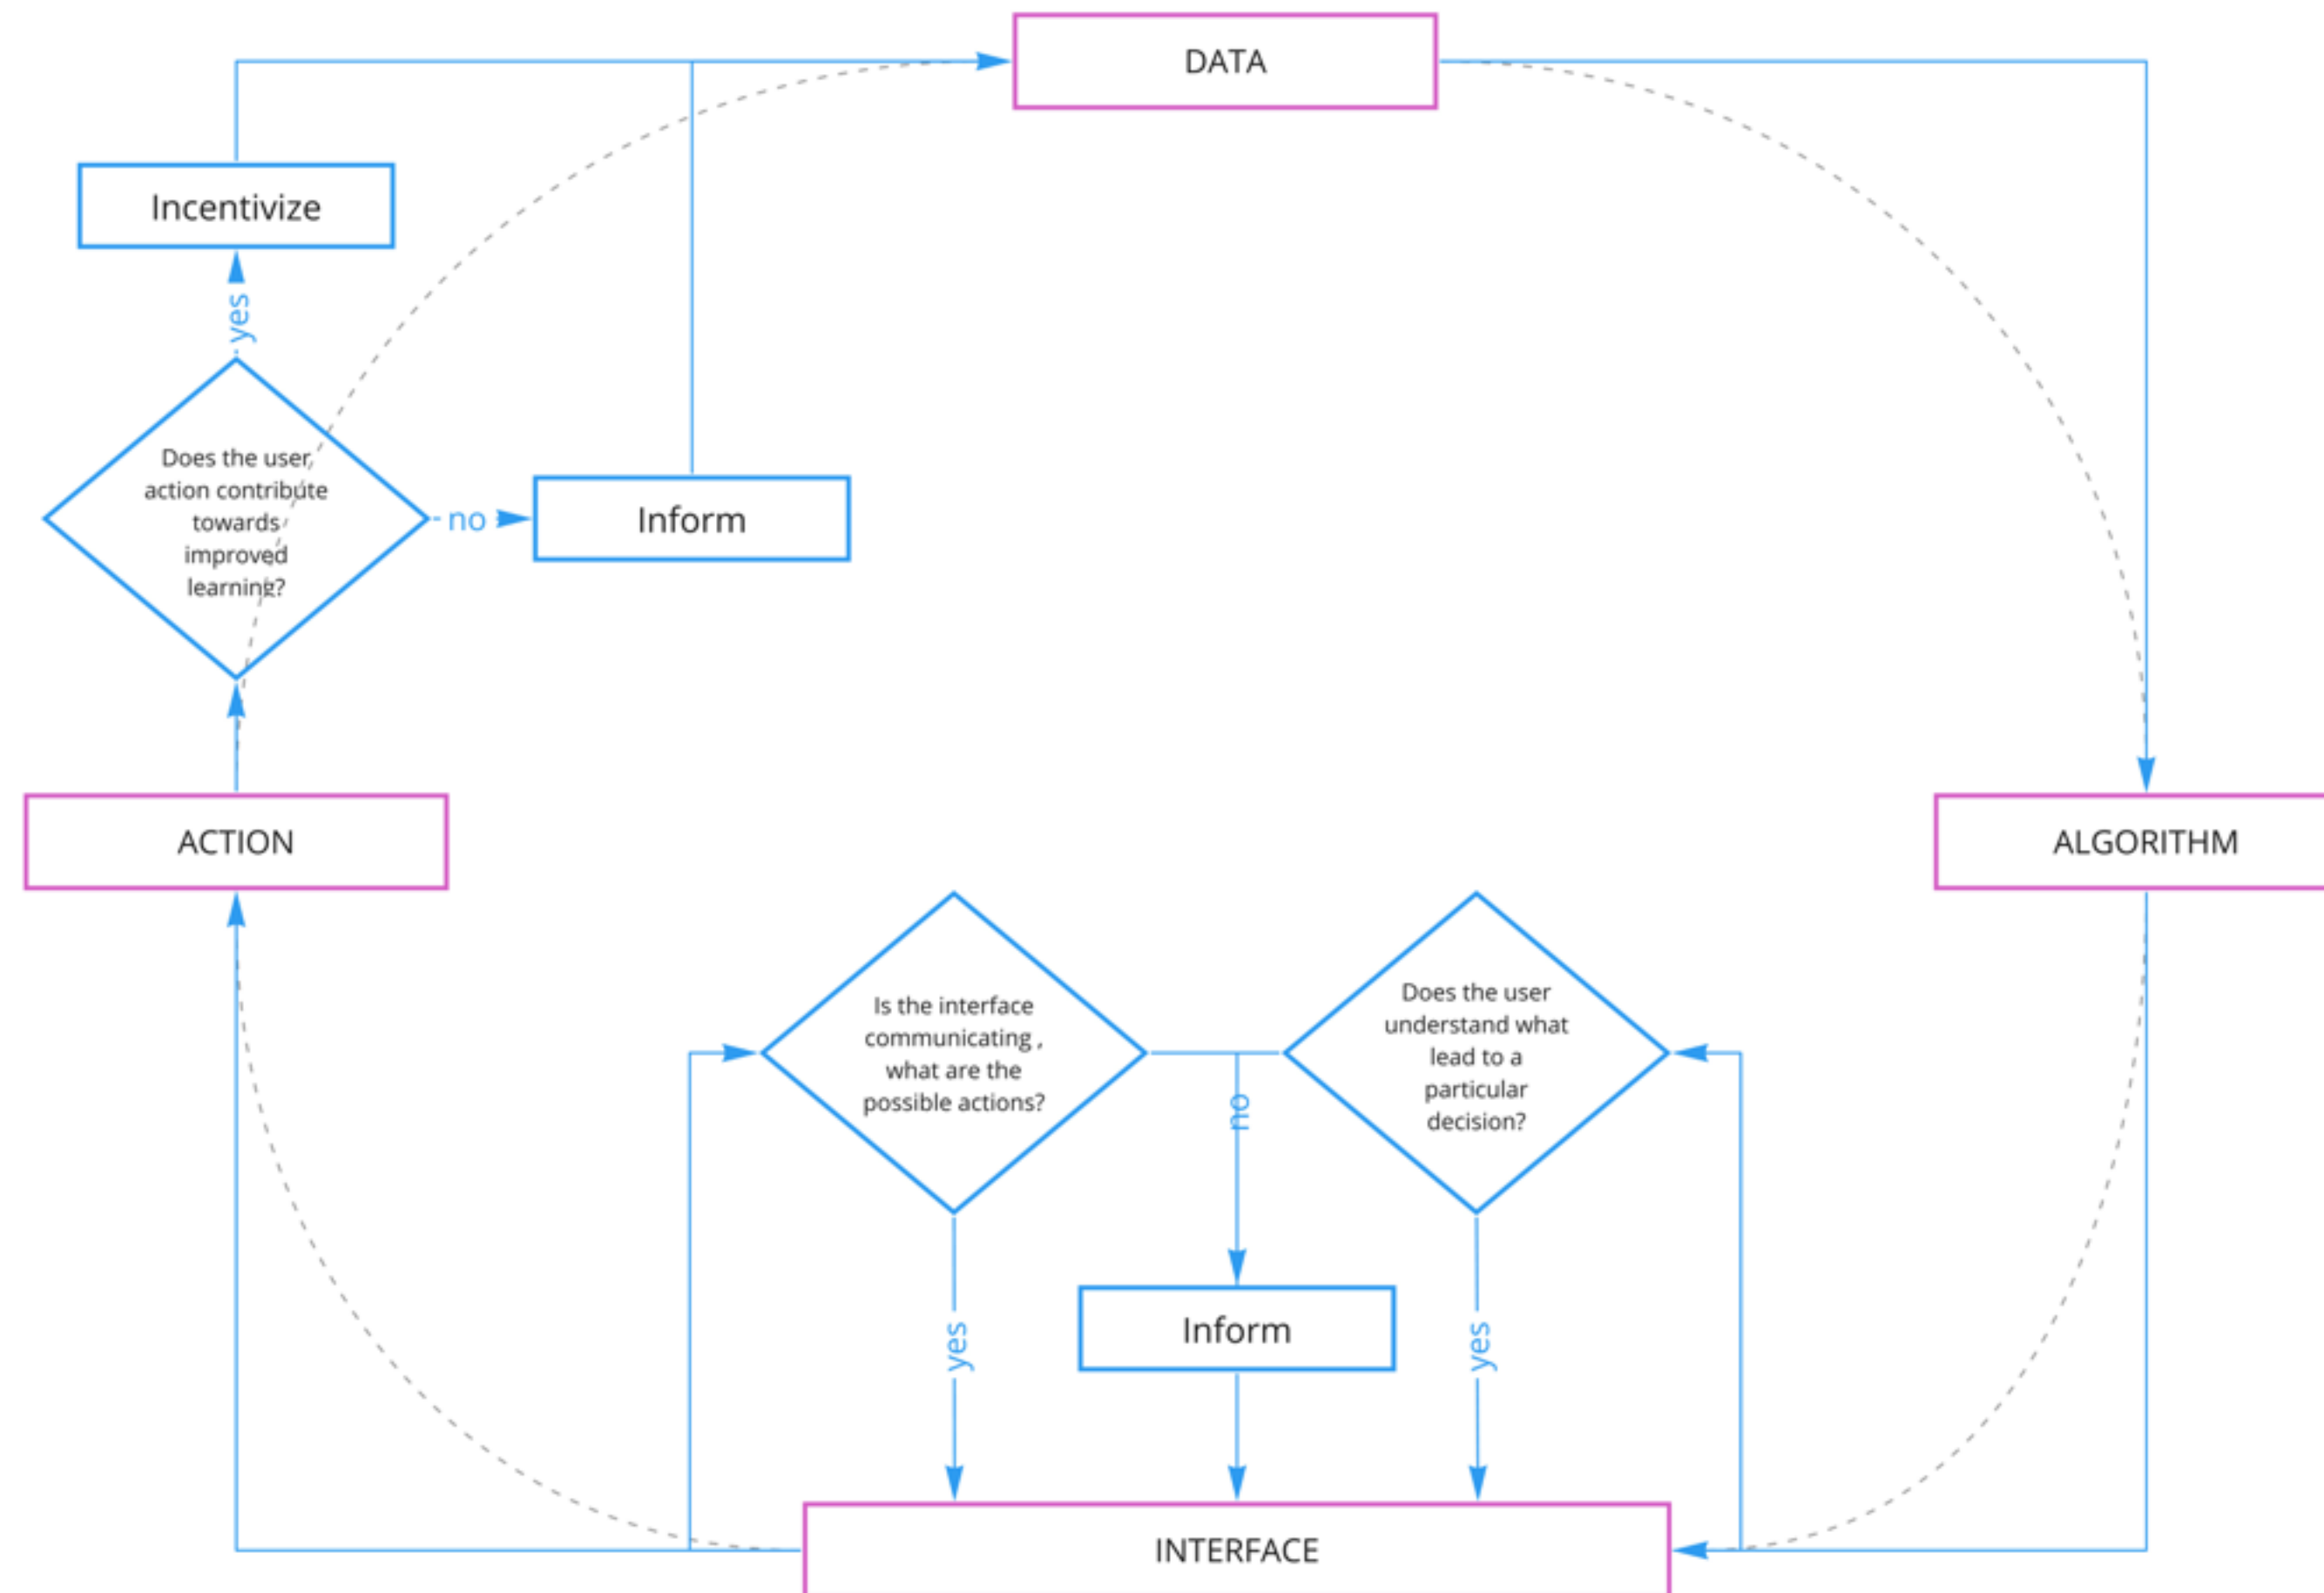 DATA
Incentivize
yes
Does the user
action contribute
towards
improved
learning?
no
Inform
ACTION
ALGORITHM
Is the interface
communicating ,
what are the
possible actions?
no
Does the user
understand what
lead to a
particular
decision?
yes
Inform
yes
INTERFACE